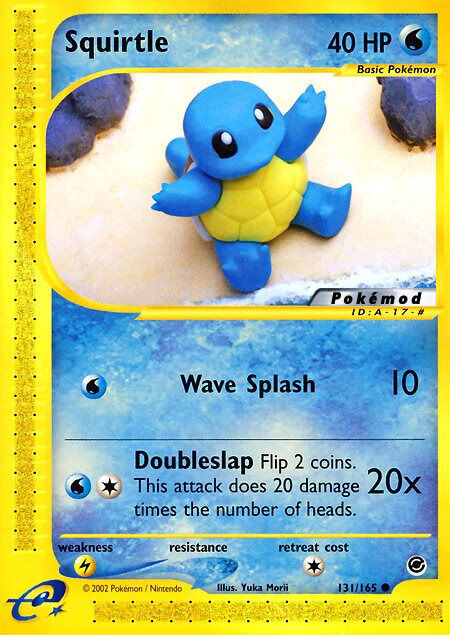 Squirtle 40 HP
Basic Pokémon
Pokémod
ID:A-17-#
Wave Splash 10
Doubleslap Flip 2 coins.
This attack does 20 damage
times the number of heads.
20x
weakness resistance retreat cost
© 2002 Pokémon / Nintendo Illus. Yuka Morii 131/165
e